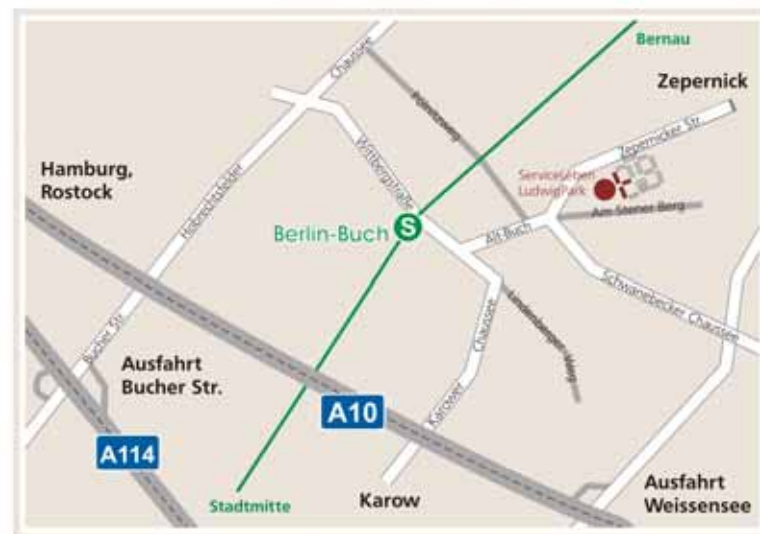 Bernau
Zepernick
Chaussee
Pölnitzweg
Zepernicker Str.
Hamburg,
Rostock
Wiltbergstraße
Serviceleben
LudwigPark
Am Stener Berg
Hobrechtsfelder
Berlin-Buch
S
Alt-Buch
Schwanebecker Chaussee
Lindenberger Weg
Bucher Str.
Chaussee
Ausfahrt
Bucher Str.
A10
Karower
A114
Stadtmitte
Karow
Ausfahrt
Weissensee